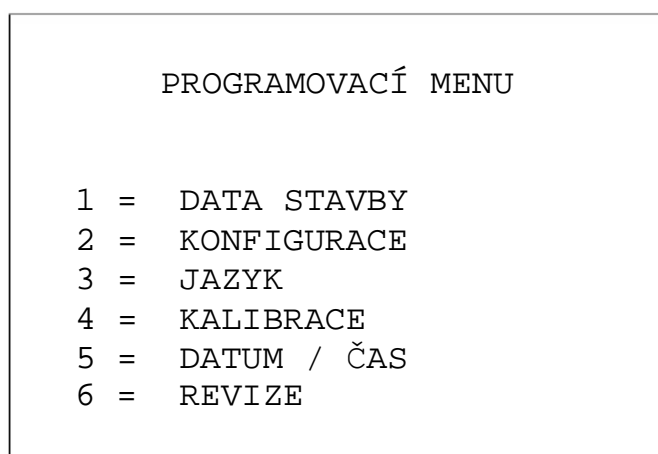 PROGRAMOVACÍ MENU
1 = DATA STAVBY
2 = KONFIGURACE
3 = JAZYK
4 = KALIBRACE
5 = DATUM / ČAS
6 = REVIZE